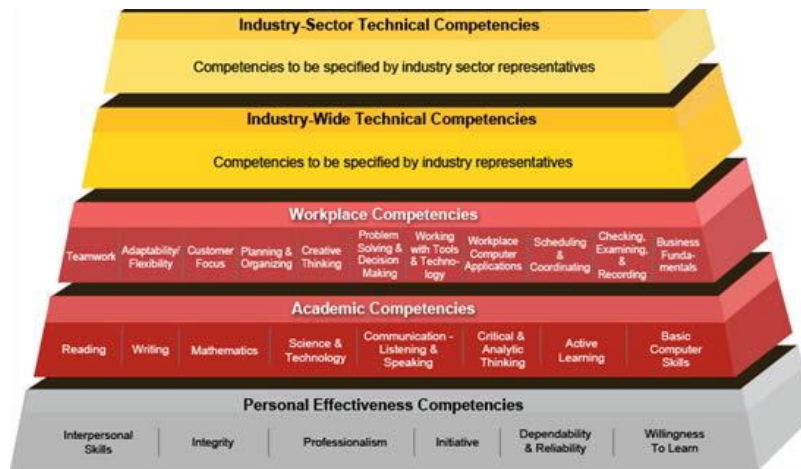 Industry-Sector Technical Competencies
Competencies to be specified by industry sector representatives
Industry-Wide Technical Competencies
Competencies to be specified by industry representatives
Workplace Competencies
Teamwork
Adaptability/
Flexibility
Customer
Focus
Planning &
Organizing
Creative
Thinking
Problem
Solving &
Decision
Making
Working
with Tools
& Techno-
logy
Workplace
Computer
Applications
Scheduling
&
Coordinating
Checking,
Examining,
&
Recording
Business
Funda-
mentals
Academic Competencies
Reading
Writing
Mathematics
Science &
Technology
Communication -
Listening &
Speaking
Critical &
Analytic
Thinking
Active
Learning
Basic
Computer
Skills
Personal Effectiveness Competencies
Interpersonal
Skills
Integrity
Professionalism
Initiative
Dependability
& Reliability
Willingness
To Learn